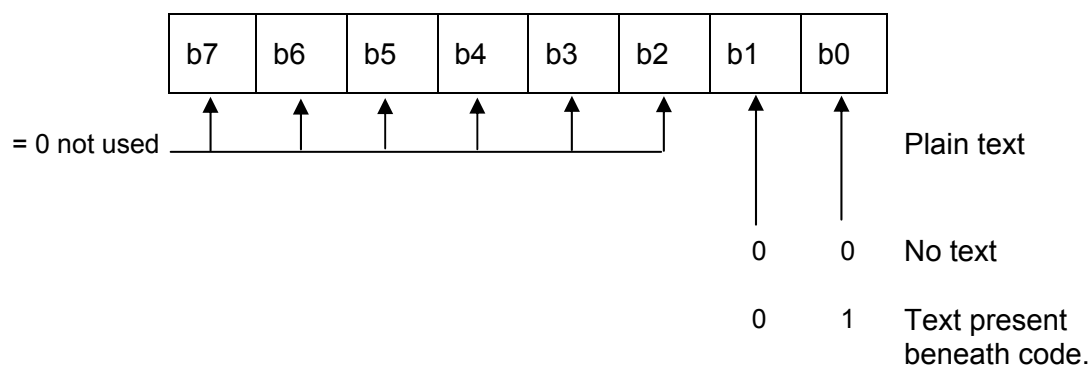 b7 b6 b5 b4 b3 b2 b1 b0
= 0 not used Plain text
0 0 No text
0 1 Text present
beneath code.